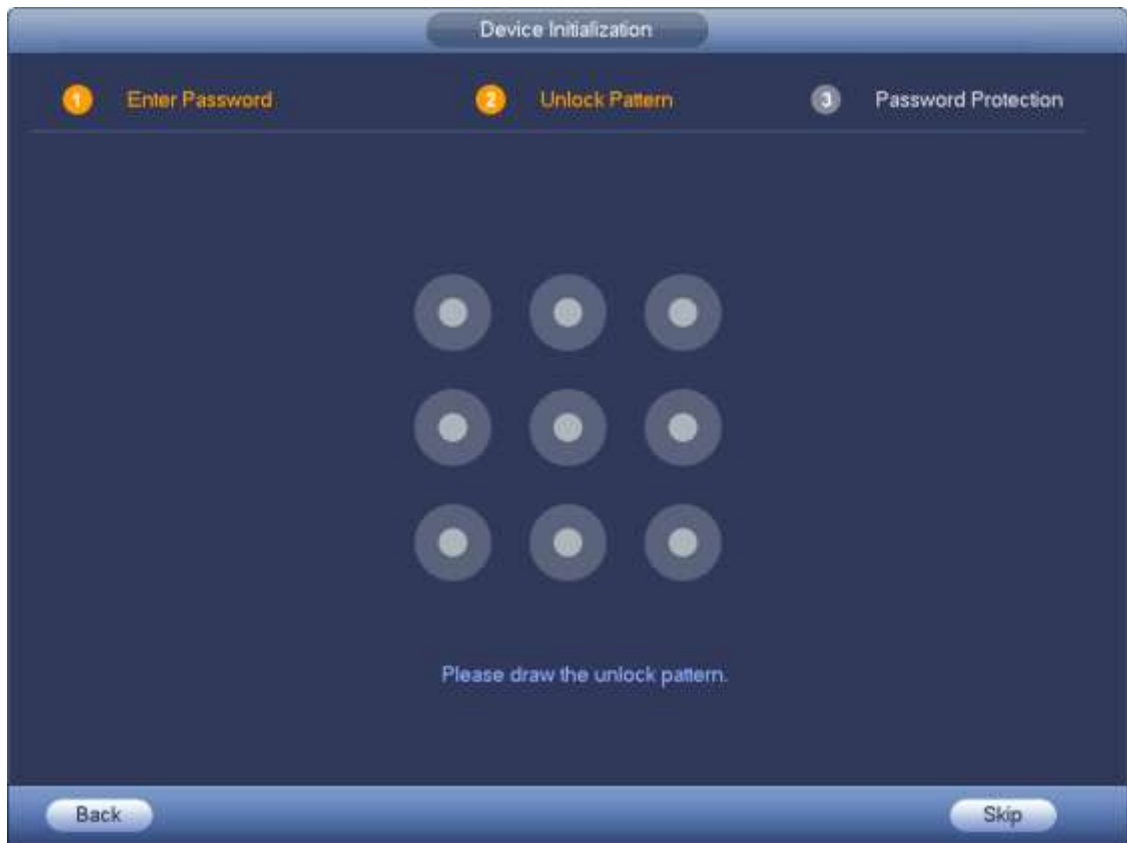 Device Initialization
1 Enter Password 2 Unlock Pattern 3 Password Protection
Please draw the unlock pattern.
Back Skip